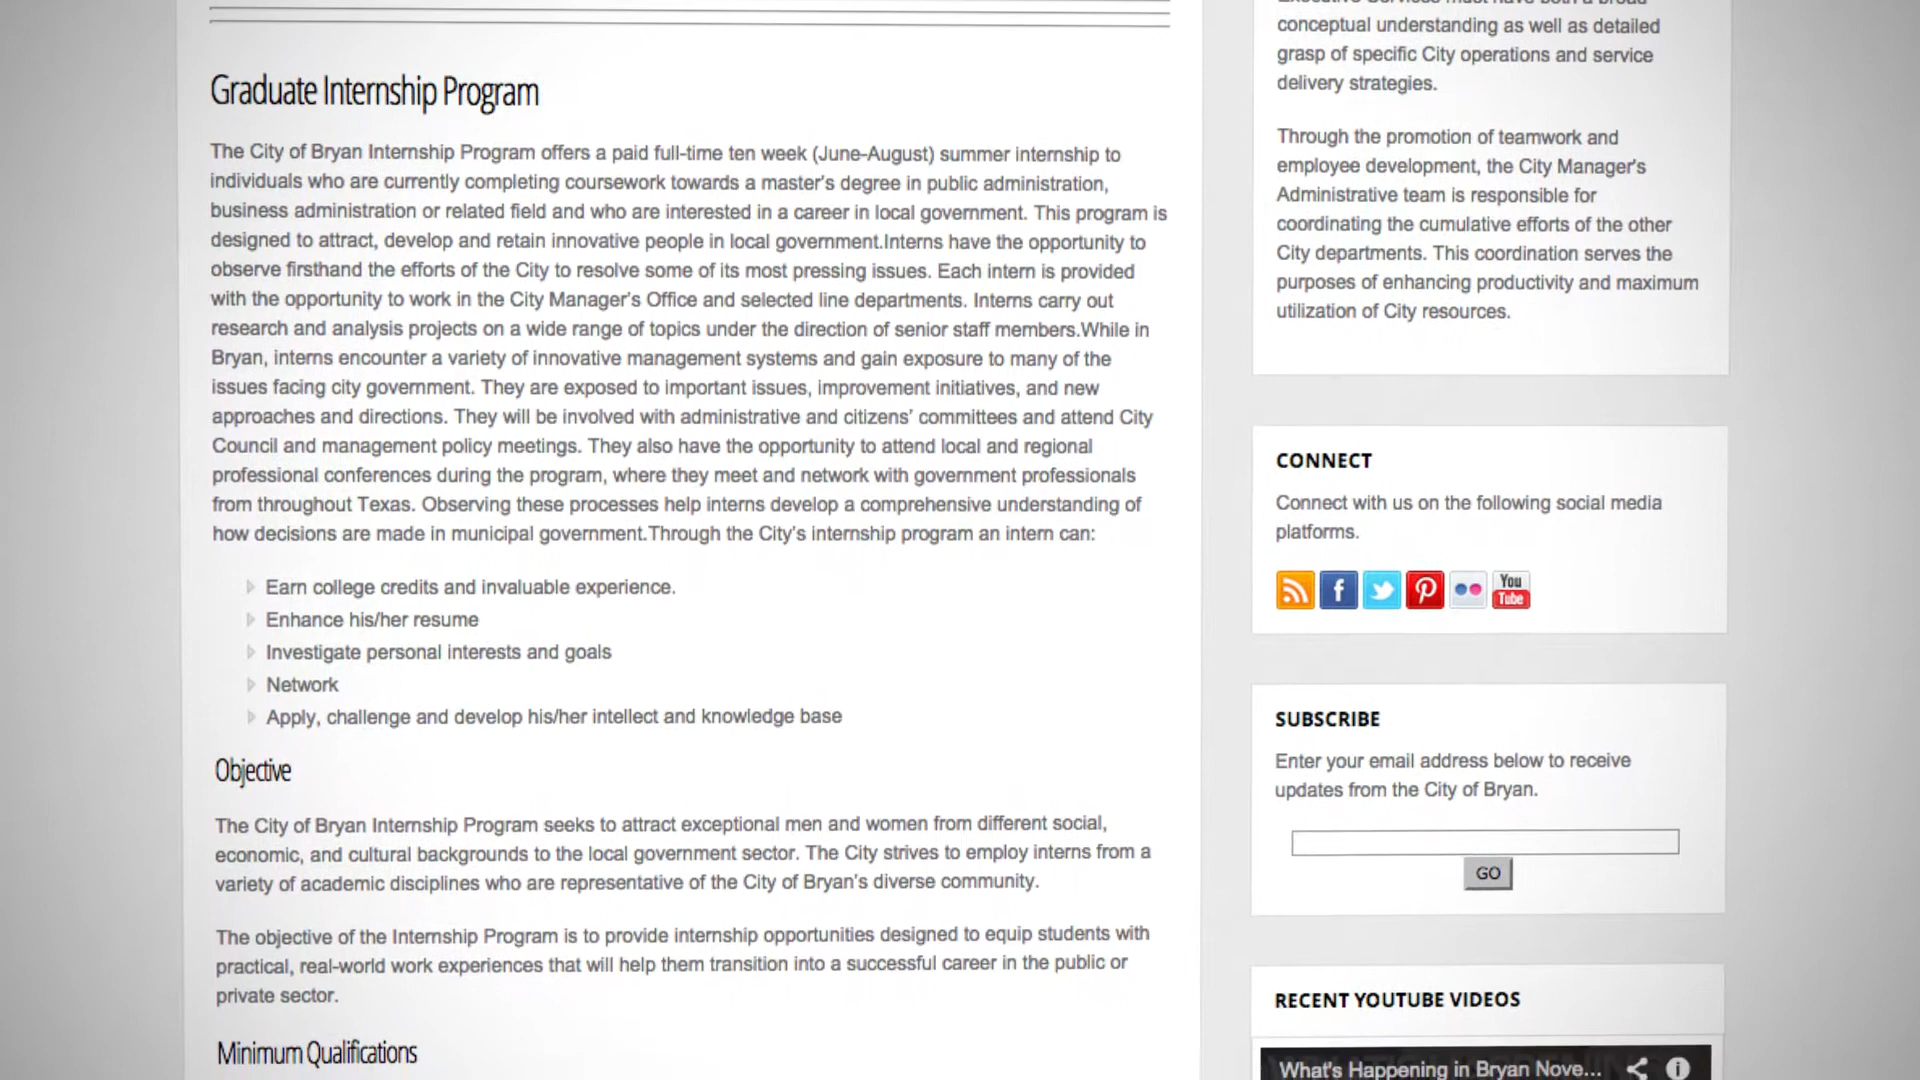 Graduate Internship Program
The City of Bryan Internship Program offers a paid full-time ten week (June-August) summer internship to
individuals who are currently completing coursework towards a master's degree in public administration,
business administration or related field and who are interested in a career in local government. This program is
designed to attract, develop and retain innovative people in local government.Interns have the opportunity to
observe firsthand the efforts of the City to resolve some of its most pressing issues. Each intern is provided
with the opportunity to work in the City Manager's Office and selected line departments. Interns carry out
research and analysis projects on a wide range of topics under the direction of senior staff members.While in
Bryan, interns encounter a variety of innovative management systems and gain exposure to many of the
issues facing city government. They are exposed to important issues, improvement initiatives, and new
approaches and directions. They will be involved with administrative and citizens' committees and attend City
Council and management policy meetings. They also have the opportunity to attend local and regional
professional conferences during the program, where they meet and network with government professionals
from throughout Texas. Observing these processes help interns develop a comprehensive understanding of
how decisions are made in municipal government.Through the City's internship program an intern can:
Earn college credits and invaluable experience.
Enhance his/her resume
Investigate personal interests and goals
Network
Apply, challenge and develop his/her intellect and knowledge base
Objective
The City of Bryan Internship Program seeks to attract exceptional men and women from different social,
economic, and cultural backgrounds to the local government sector. The City strives to employ interns from a
variety of academic disciplines who are representative of the City of Bryan's diverse community.
The objective of the Internship Program is to provide internship opportunities designed to equip students with
practical, real-world work experiences that will help them transition into a successful career in the public or
private sector.
Minimum Qualifications
Executive Services must have both a broad
conceptual understanding as well as detailed
grasp of specific City operations and service
delivery strategies.
Through the promotion of teamwork and
employee development, the City Manager's
Administrative team is responsible for
coordinating the cumulative efforts of the other
City departments. This coordination serves the
purposes of enhancing productivity and maximum
utilization of City resources.
CONNECT
Connect with us on the following social media
platforms.
You
Tube
SUBSCRIBE
Enter your email address below to receive
updates from the City of Bryan.
GO
RECENT YOUTUBE VIDEOS
What's Happening in Bryan Nove...